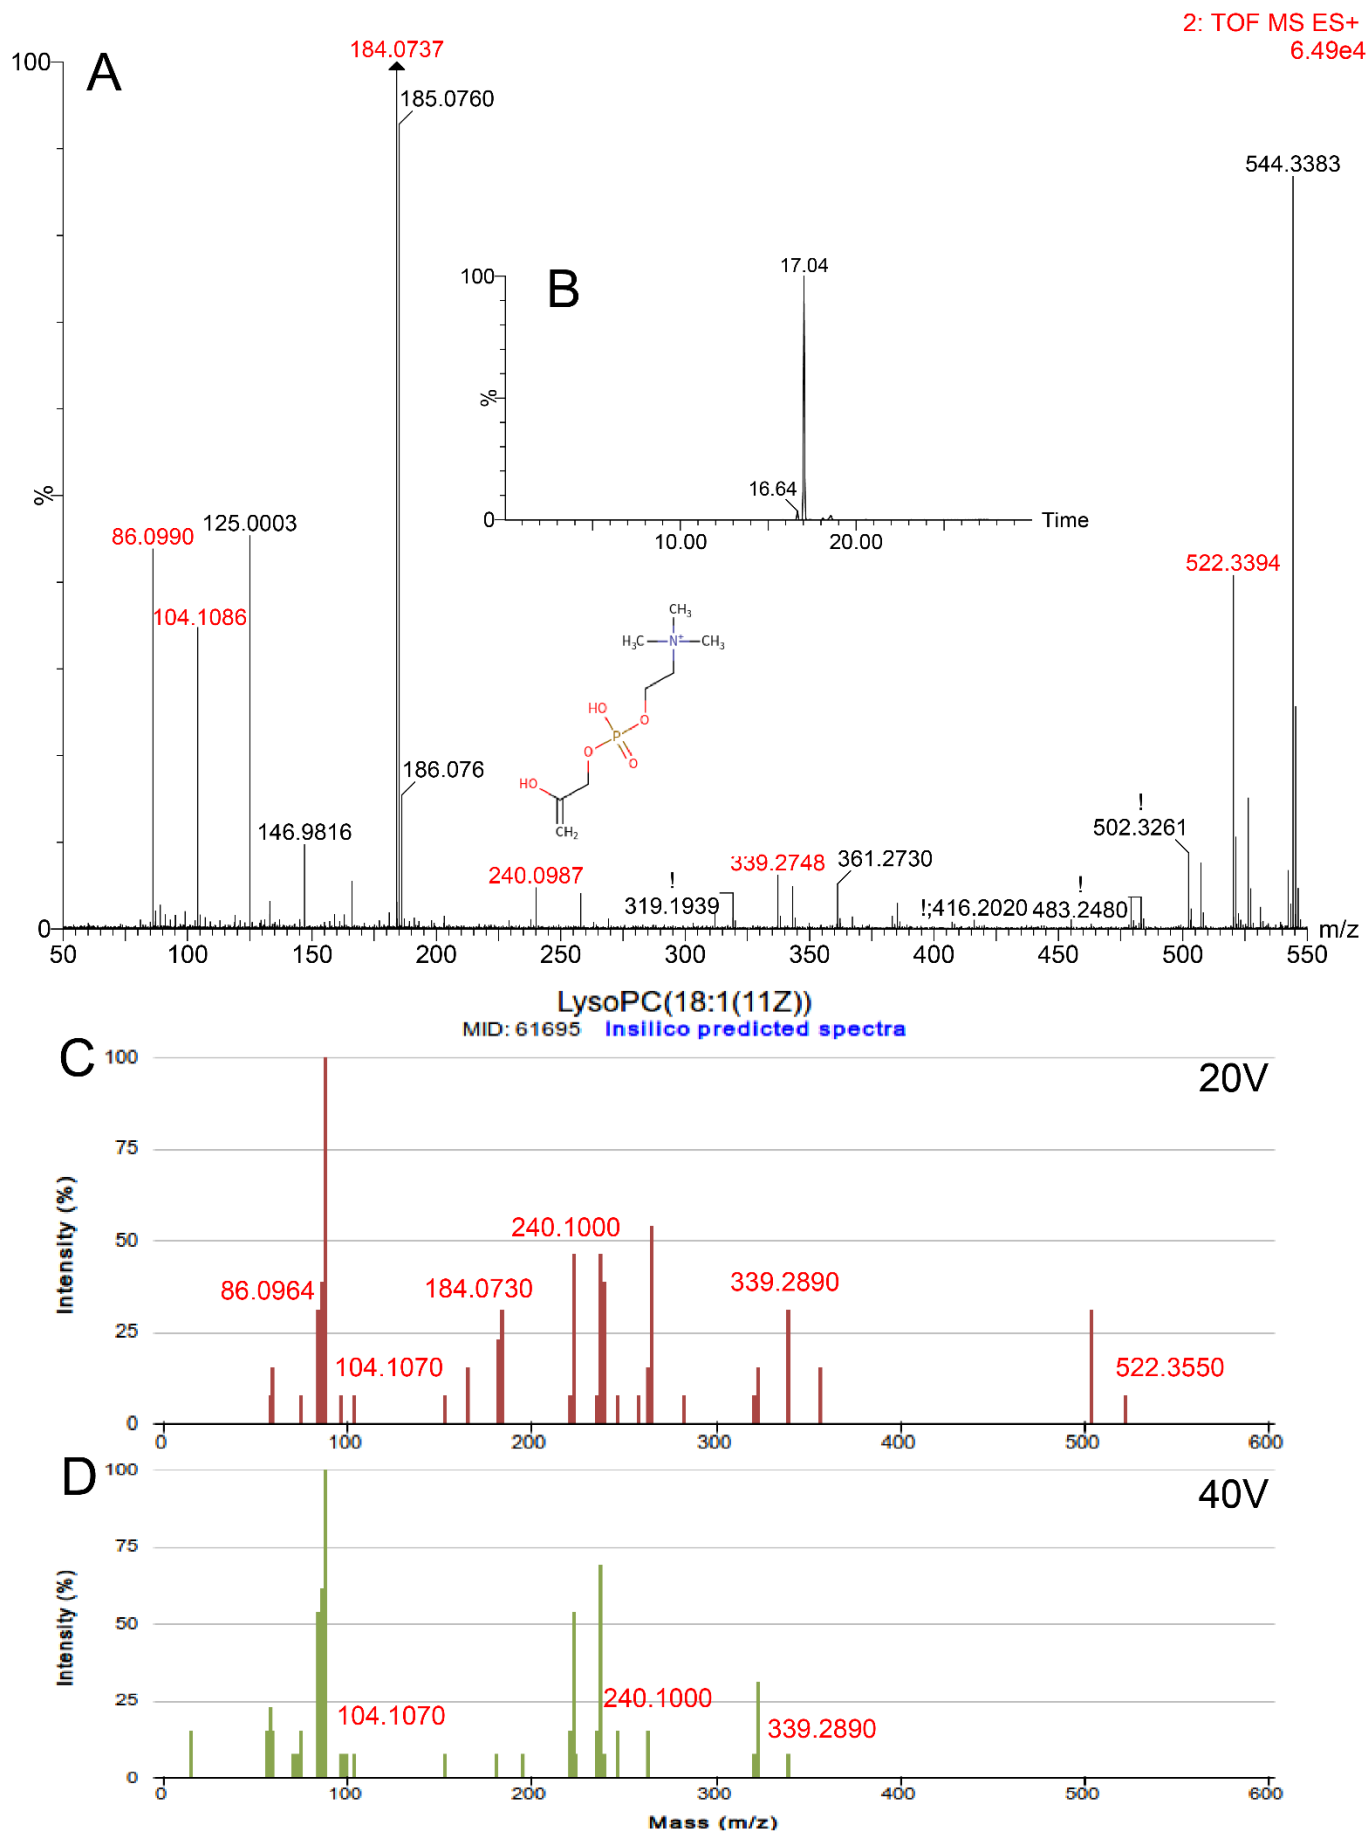 2: TOF MS ES+
6.49e4
A
100
184.0737
185.0760
544.3383
B
100
17.04
%
16.64
0
10.00
20.00
Time
%
125.0003
86.0990
104.1086
522.3394
CH3
H3C
N+
CH3
HO
O
P
O
O
HO
CH2
186.076
146.9816
240.0987
!
319.1939
339.2748
361.2730
!
502.3261
!
!;416.2020
483.2480
0
50
100
150
200
250
300
350
400
450
500
550
m/z
LysoPC(18:1(11Z))
MID: 61695 Insilico predicted spectra
C
20V
100
75
50
25
0
Intensity (%)
86.0964
104.1070
184.0730
240.1000
339.2890
522.3550
0
100
200
300
400
500
600
D
40V
100
75
50
25
0
Intensity (%)
104.1070
240.1000
339.2890
0
100
200
300
400
500
600
Mass (m/z)